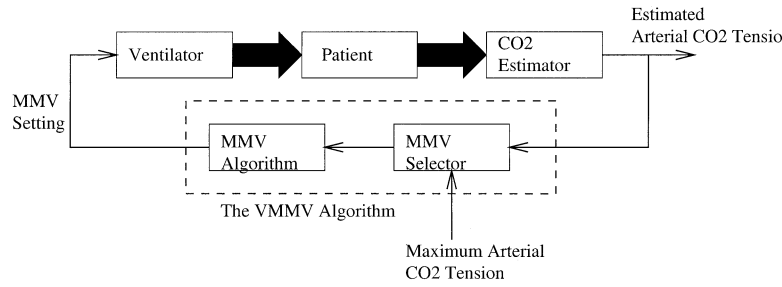 Estimated
Arterial CO2 Tensio
Ventilator
Patient
CO2
Estimator
MMV
Setting
MMV
Algorithm
MMV
Selector
The VMMV Algorithm
Maximum Arterial
CO2 Tension